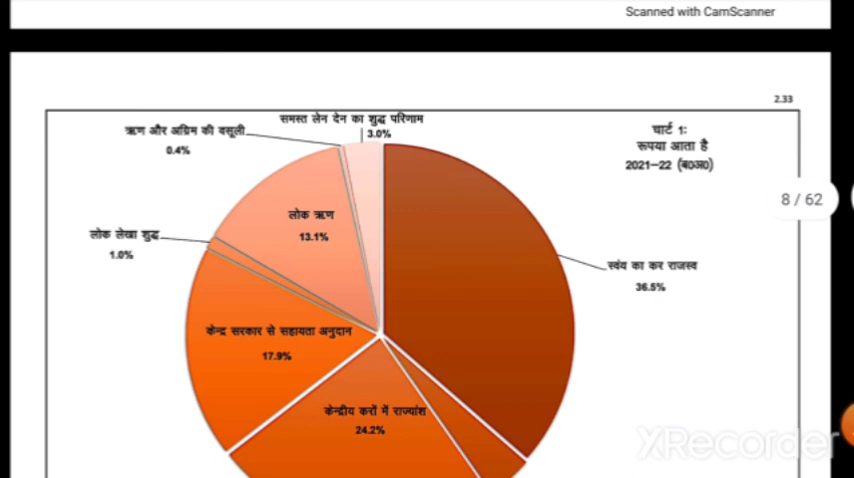 Scanned with CamScanner
2.33
चार्ट 1:
रूपया आता है
2021–22 (ब0अ0)
8 / 62
समस्त लेन देन का शुद्ध परिणाम
3.0%
ऋण और अग्रिम की वसूली
0.4%
लोक ऋण
13.1%
लोक लेखा शुद्ध
1.0%
स्वंय का कर राजस्व
36.5%
केन्द्र सरकार से सहायता अनुदान
17.9%
केन्द्रीय करों में राज्यांश
24.2%
XRecorder